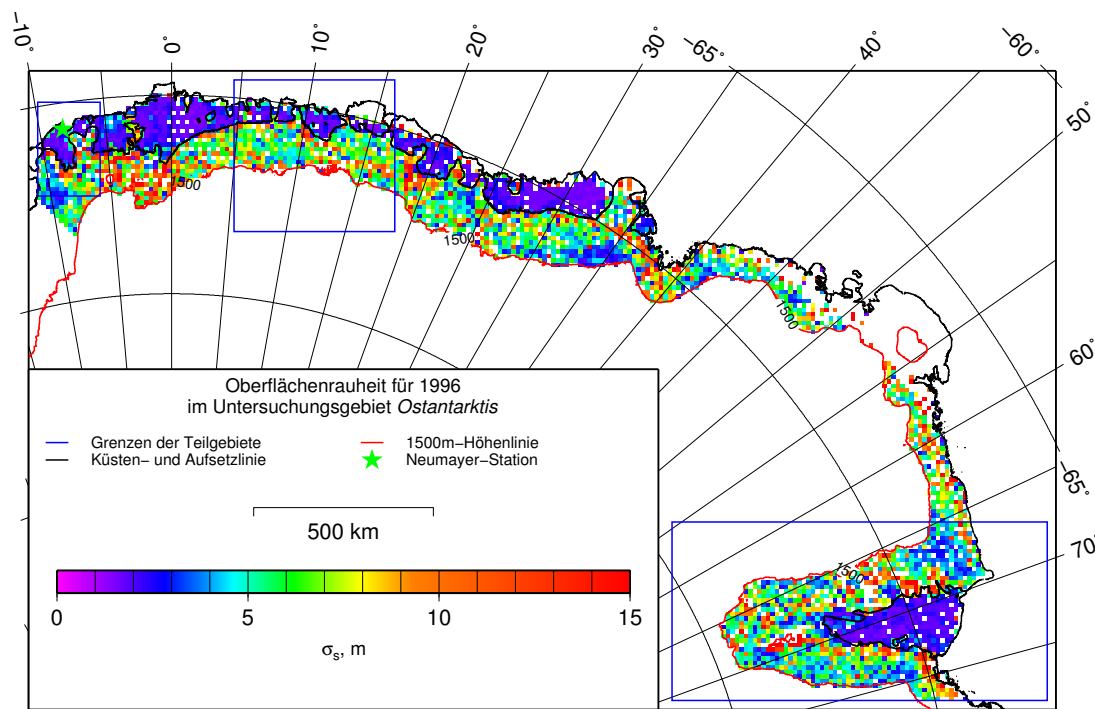 −10°
0°
10°
20°
30°
−65°
40°
−60°
50°
60°
−65°
70°
1500
1500
1500
1500
Oberflächenrauheit für 1996
im Untersuchungsgebiet Ostantarktis
Grenzen der Teilgebiete
1500m−Höhenlinie
Küsten− und Aufsetzlinie
Neumayer−Station
500 km
0 5 10 15
σs, m